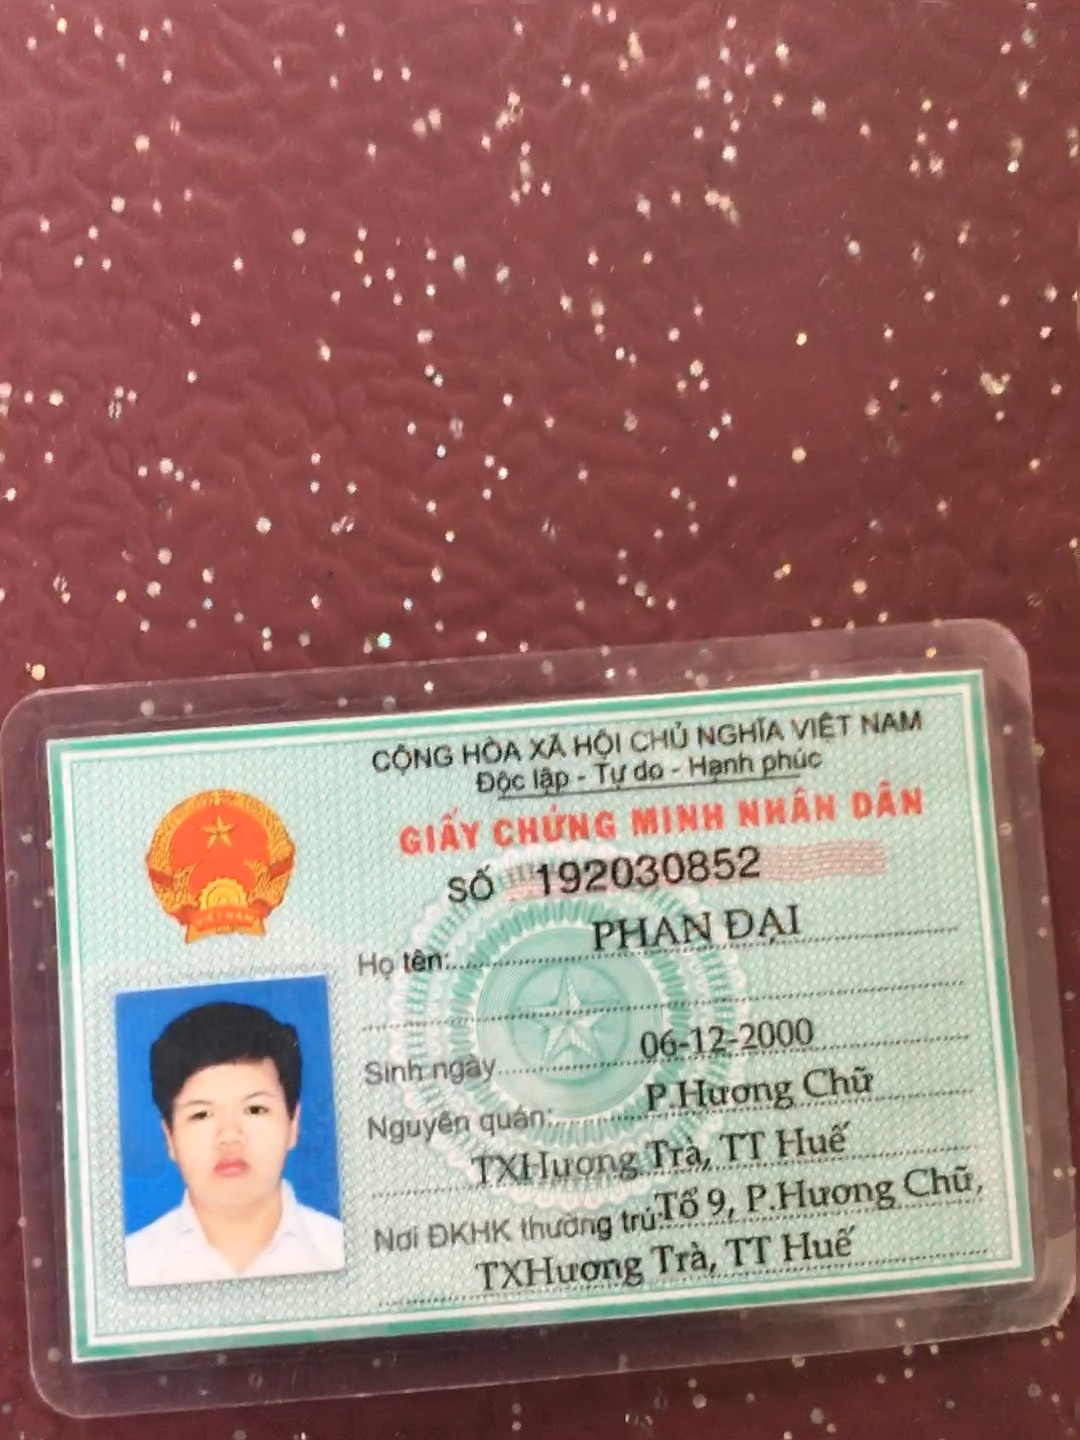 CỘNG HÒA XÃ HỘI CHỦ NGHĨA VIỆT NAM
Độc lập - Tự do - Hạnh phúc
GIẤY CHỨNG MINH NHÂN DÂN
SỐ 192030852
Họ tên: PHAN ĐẠI
Sinh ngày 06-12-2000
Nguyên quán: P.Hương Chữ
TXHương Trà, TT Huế
Nơi ĐKHK thường trú: Tổ 9, P.Hương Chữ,
TXHương Trà, TT Huế
VIỆT NAM